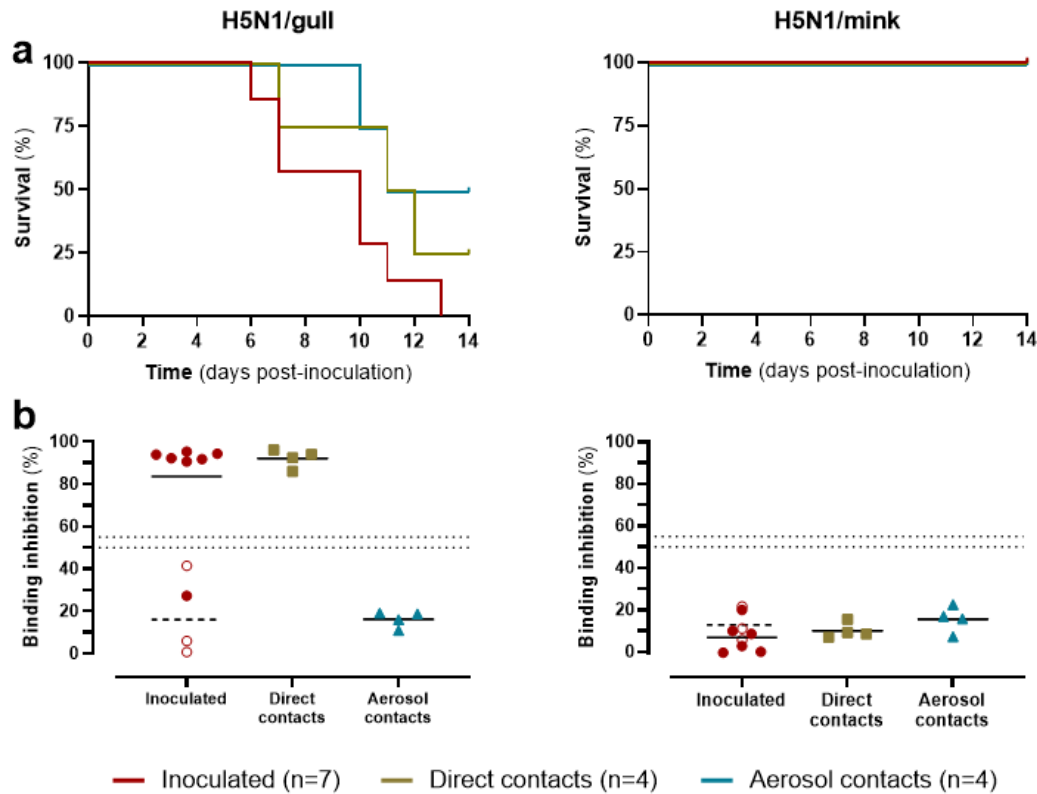 H5N1/gull
H5N1/mink
a
Survival (%)
100
75
50
25
0
0 2 4 6 8 10 12 14
Time (days post-inoculation)
Survival (%)
100
75
50
25
0
0 2 4 6 8 10 12 14
Time (days post-inoculation)
b
Binding inhibition (%)
100
80
60
40
20
0
Inoculated
Direct
contacts
Aerosol
contacts
Binding inhibition (%)
100
80
60
40
20
0
Inoculated
Direct
contacts
Aerosol
contacts
Inoculated (n=7)
Direct contacts (n=4)
Aerosol contacts (n=4)